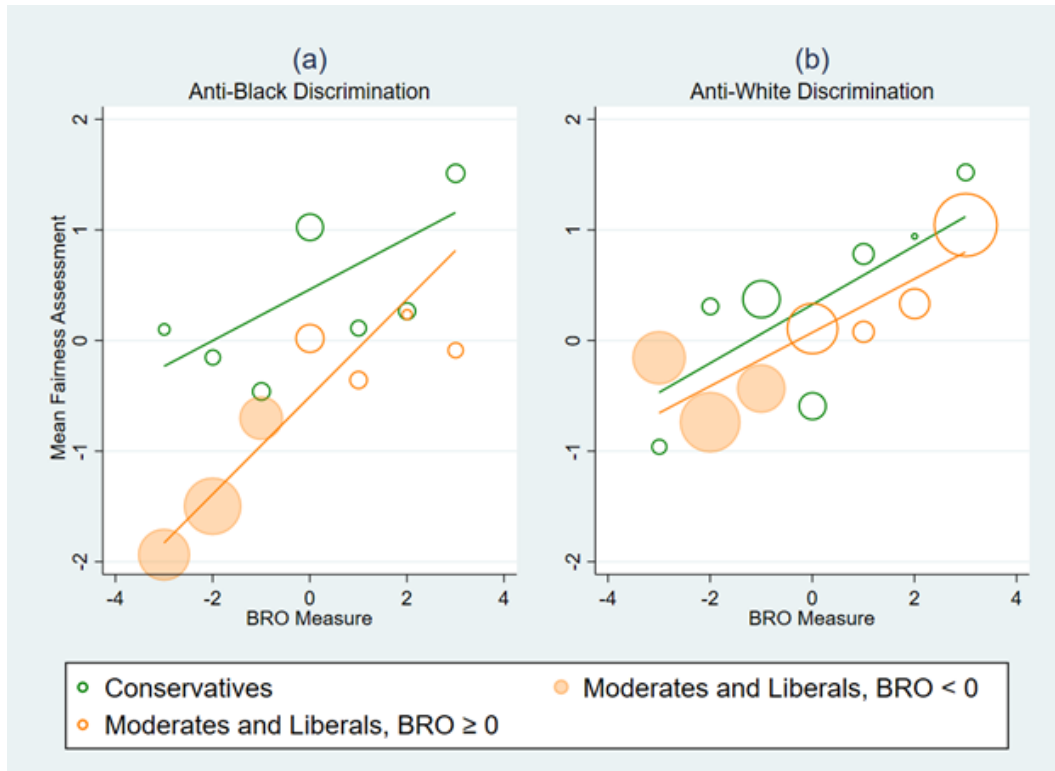 (a)
Anti-Black Discrimination
(b)
Anti-White Discrimination
Mean Fairness Assessment
2
1
0
-1
-2
-4
-2
0
2
4
BRO Measure
2
1
0
-1
-2
-4
-2
0
2
4
BRO Measure
Conservatives
Moderates and Liberals, BRO < 0
Moderates and Liberals, BRO ≥ 0